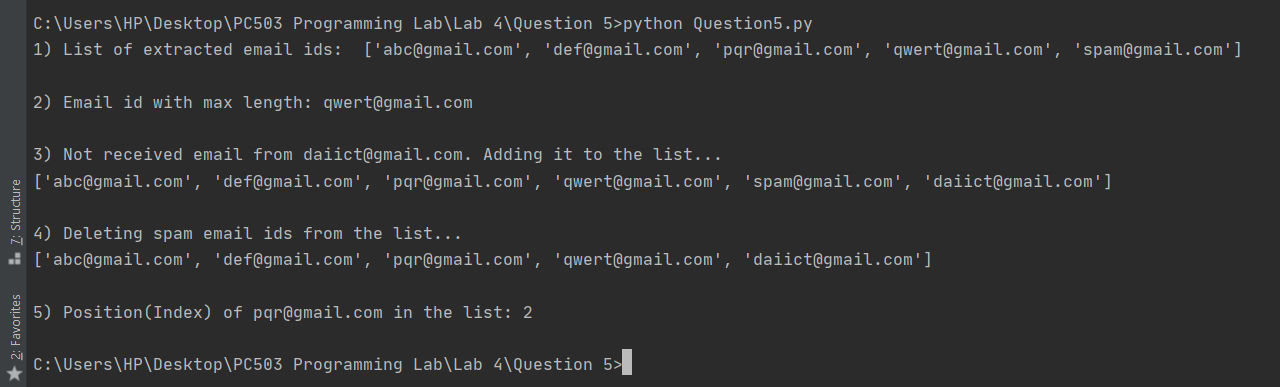 C:\Users\HP\Desktop\PC503 Programming Lab\Lab 4\Question 5>python Question5.py
1) List of extracted email ids:  ['abc@gmail.com', 'def@gmail.com', 'pqr@gmail.com', 'qwert@gmail.com', 'spam@gmail.com']
2) Email id with max length: qwert@gmail.com
3) Not received email from daiict@gmail.com. Adding it to the list...
['abc@gmail.com', 'def@gmail.com', 'pqr@gmail.com', 'qwert@gmail.com', 'spam@gmail.com', 'daiict@gmail.com']
4) Deleting spam email ids from the list...
['abc@gmail.com', 'def@gmail.com', 'pqr@gmail.com', 'qwert@gmail.com', 'daiict@gmail.com']
5) Position(Index) of pqr@gmail.com in the list: 2
C:\Users\HP\Desktop\PC503 Programming Lab\Lab 4\Question 5>
7: Structure
2: Favorites